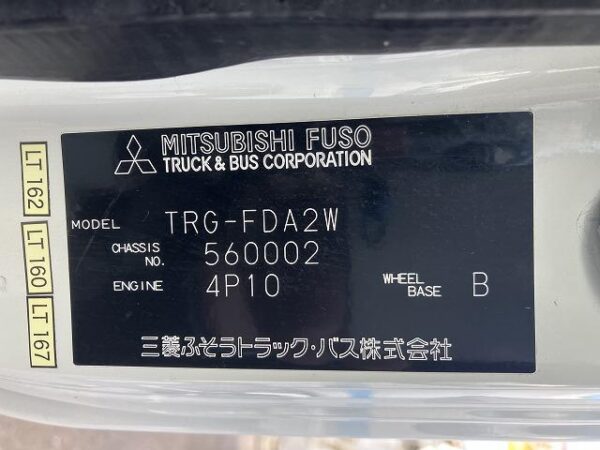 MITSUBISHI FUSO
TRUCK & BUS CORPORATION
MODEL TRG-FDA2W
CHASSIS NO. 560002
ENGINE 4P10 WHEEL BASE B
三菱ふそうトラック・バス株式会社
LT 162
LT 160
LT 167